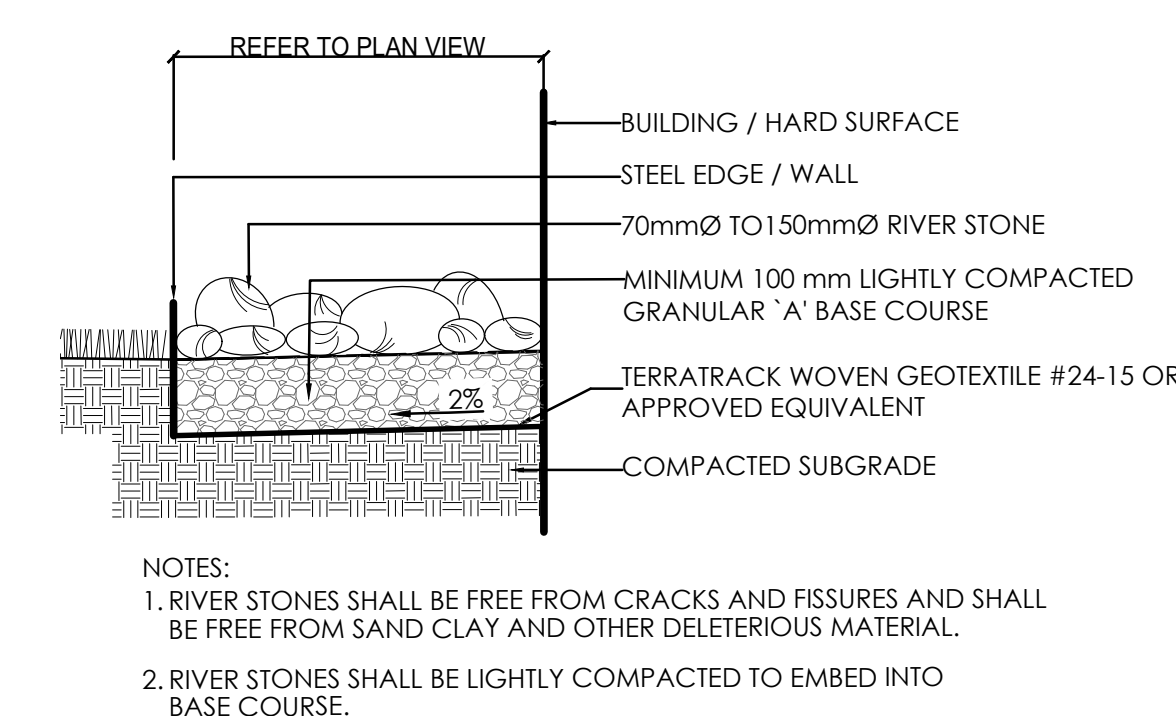 REFER TO PLAN VIEW
BUILDING / HARD SURFACE
STEEL EDGE / WALL
70mmØ TO150mmØ RIVER STONE
MINIMUM 100 mm LIGHTLY COMPACTED
GRANULAR `A' BASE COURSE
TERRATRACK WOVEN GEOTEXTILE #24-15 OR
APPROVED EQUIVALENT
2%
COMPACTED SUBGRADE
NOTES:
1. RIVER STONES SHALL BE FREE FROM CRACKS AND FISSURES AND SHALL
BE FREE FROM SAND CLAY AND OTHER DELETERIOUS MATERIAL.
2. RIVER STONES SHALL BE LIGHTLY COMPACTED TO EMBED INTO
BASE COURSE.